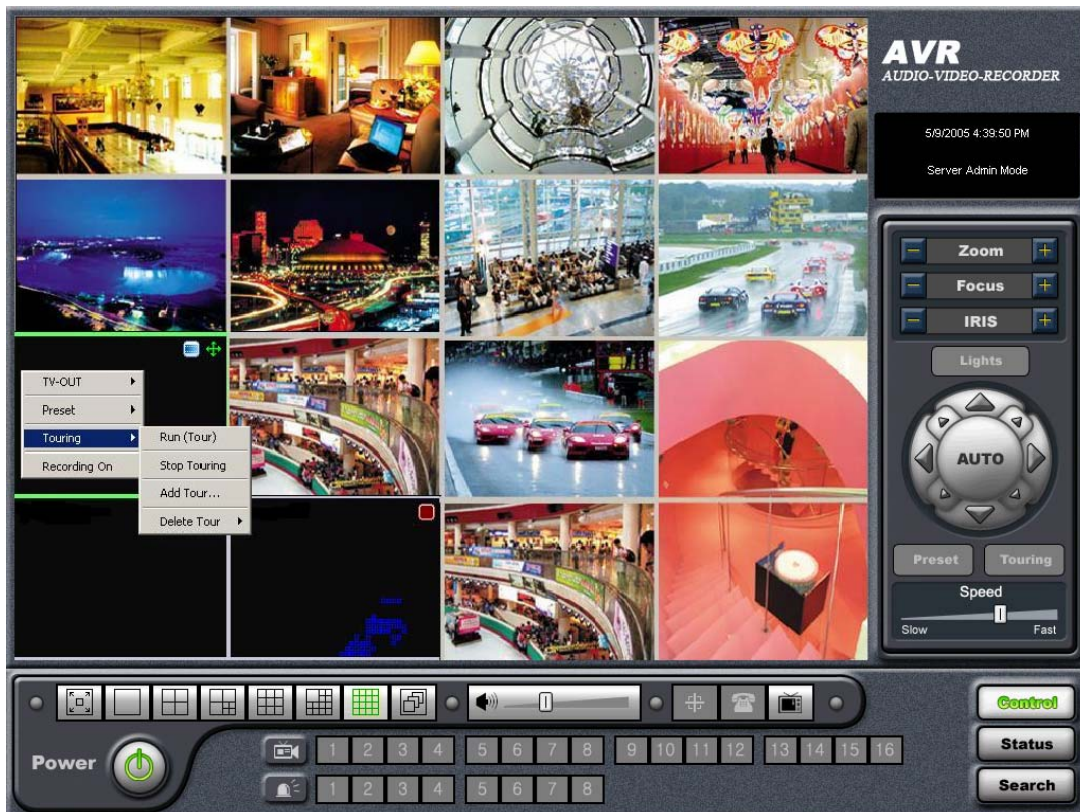 AVR
AUDIO-VIDEO-RECORDER
5/9/2005 4:39:50 PM
Server Admin Mode
Zoom
Focus
IRIS
Lights
AUTO
Preset Touring
Speed
Slow Fast
TV-OUT
Preset
Touring
Recording On
Run (Tour)
Stop Touring
Add Tour...
Delete Tour
Control
Status
Search
Power
1 2 3 4 5 6 7 8 9 10 11 12 13 14 15 16
1 2 3 4 5 6 7 8